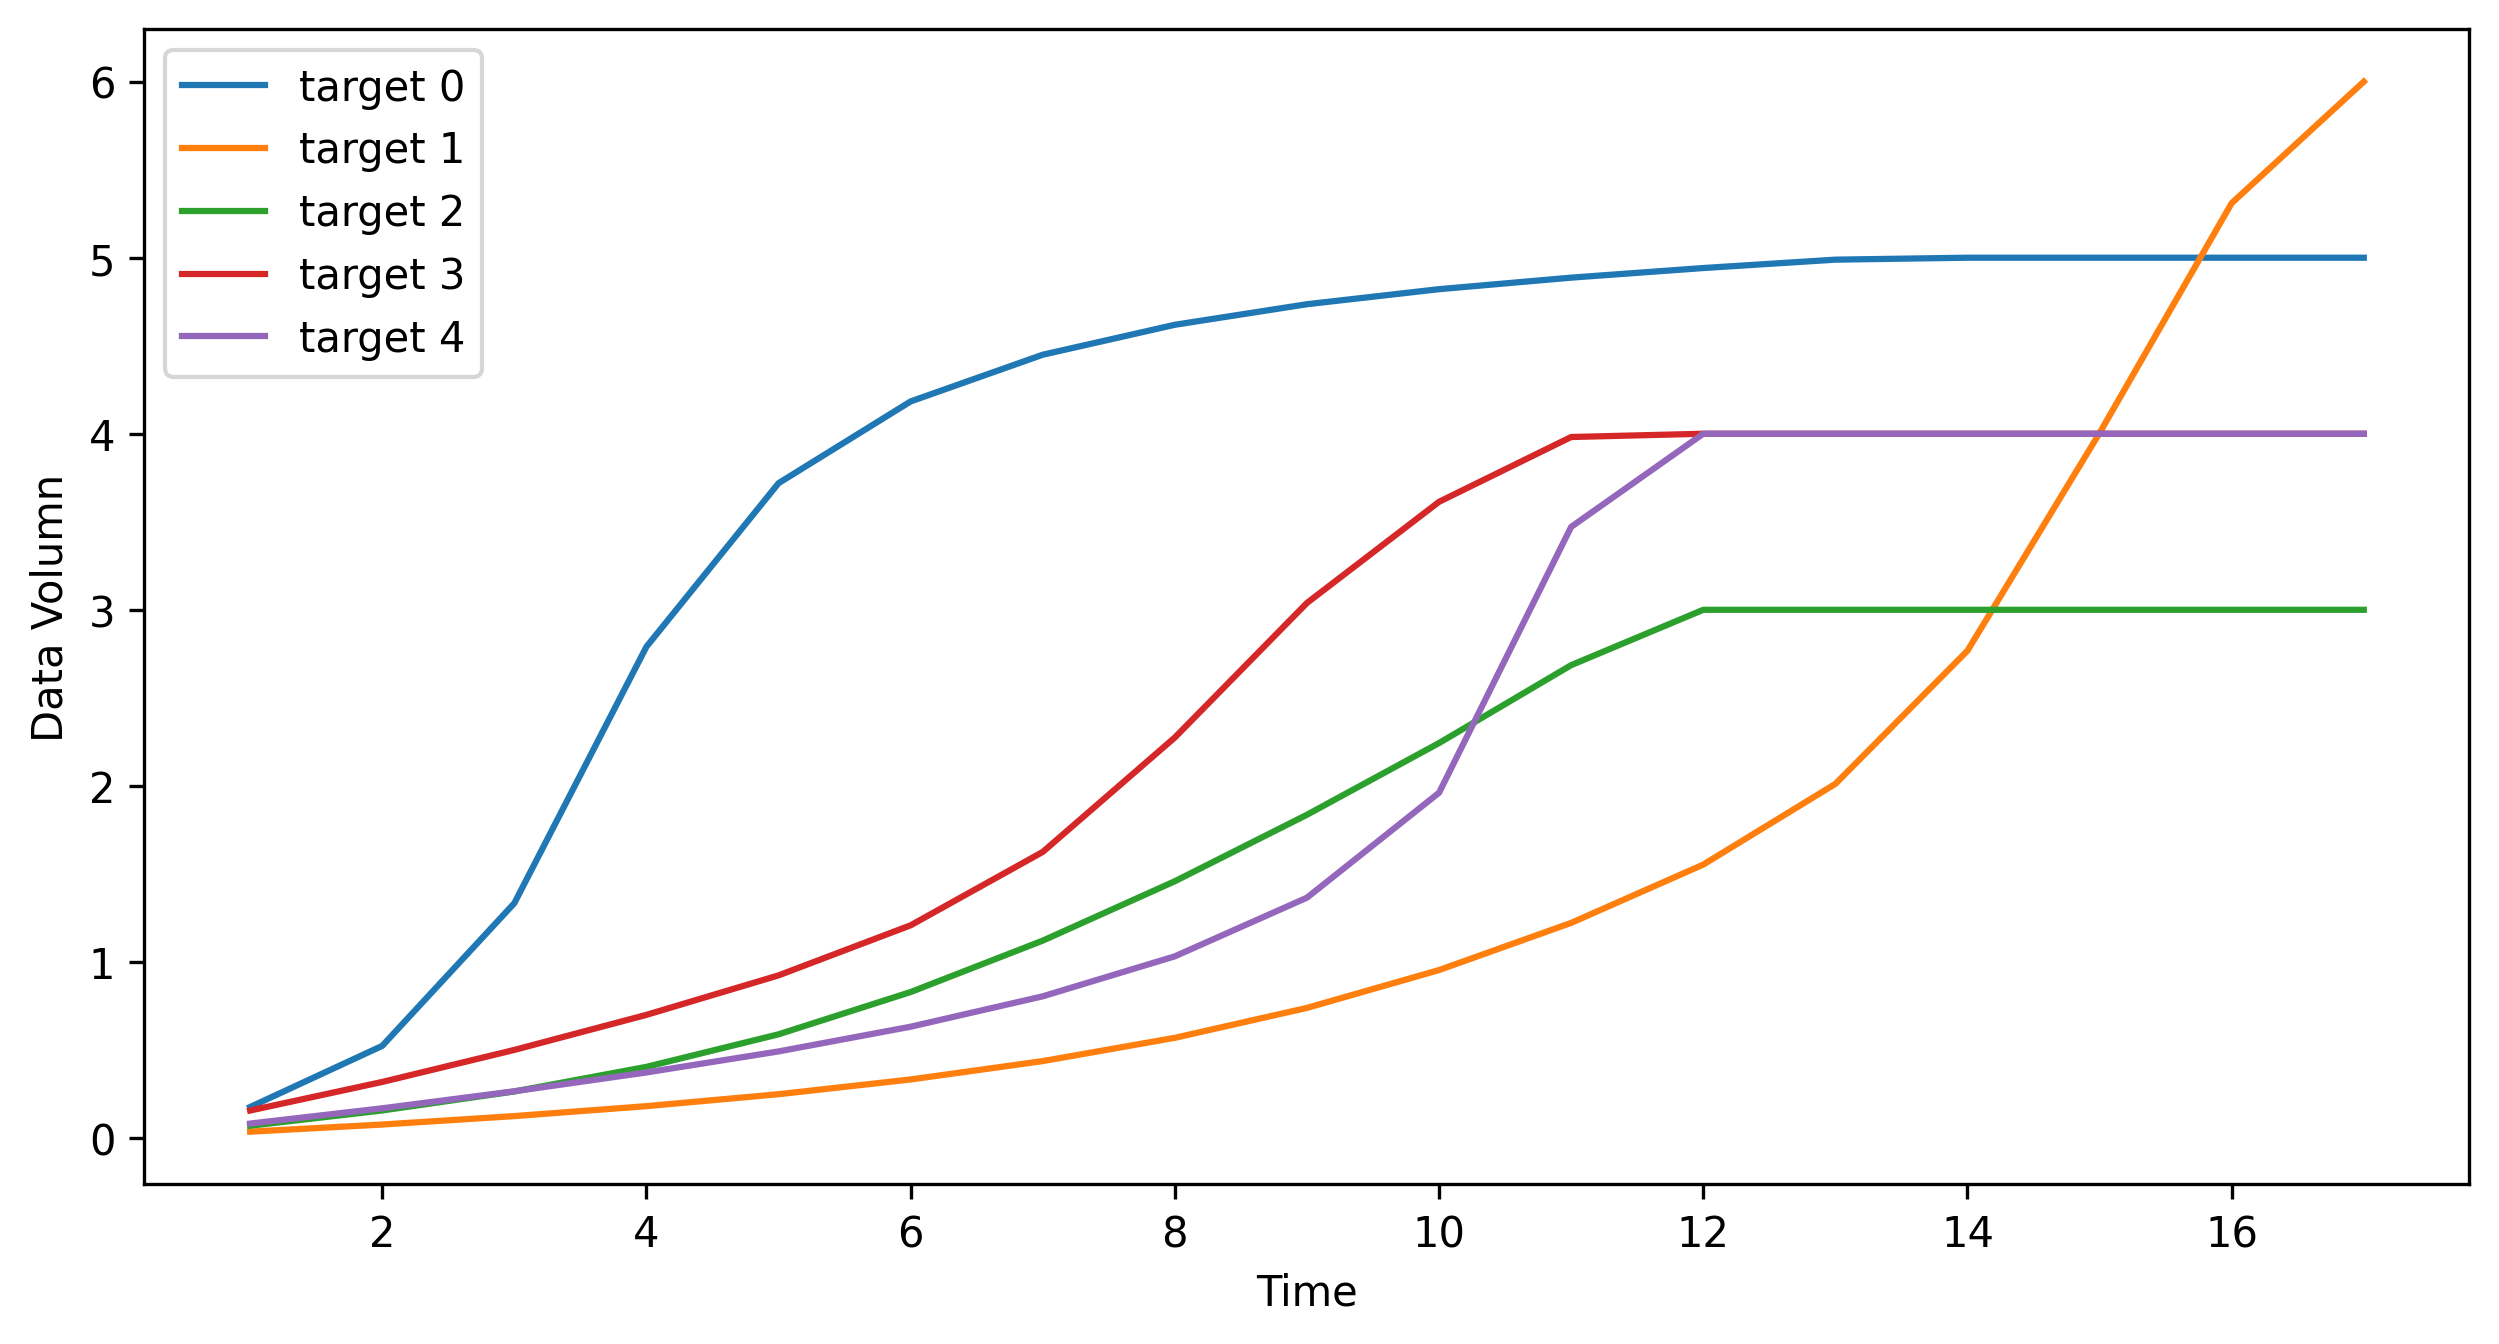 target 0
target 1
target 2
target 3
target 4
6
5
4
3
2
1
0
Data Volumn
2 4 6 8 10 12 14 16
Time